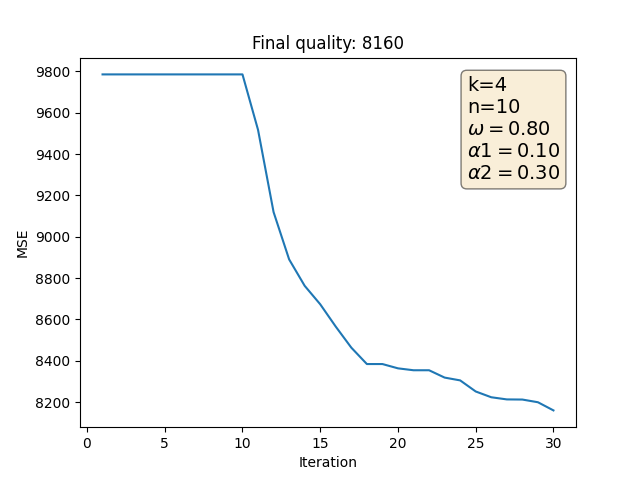 Final quality: 8160
k=4
n=10
ω = 0.80
α1 = 0.10
α2 = 0.30
9800
9600
9400
9200
9000
8800
8600
8400
8200
MSE
0 5 10 15 20 25 30
Iteration